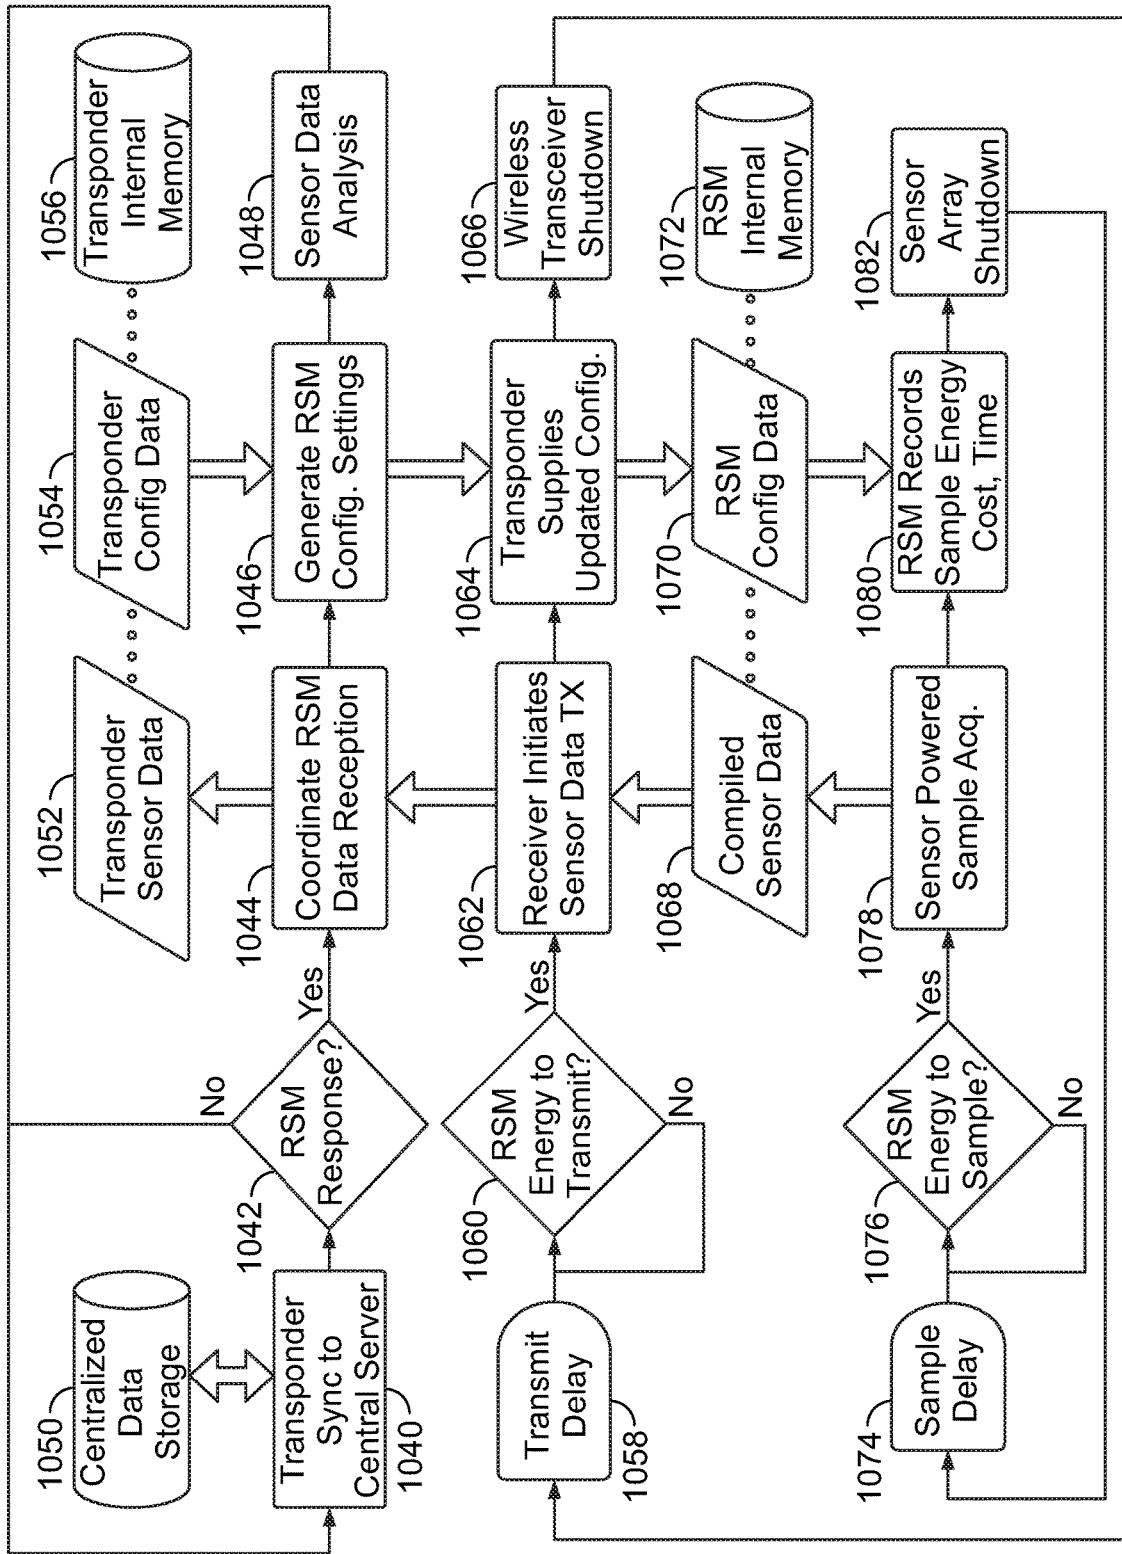 1050
Centralized
Data
Storage
1052
Transponder
Sensor Data
1054
Transponder
Config Data
1056
Transponder
Internal
Memory
Transponder
Sync to
Central Server
1040
1042
RSM
Response?
No
Yes
1044
Coordinate RSM
Data Reception
1046
Generate RSM
Config. Settings
1048
Sensor Data
Analysis
Transmit
Delay
1058
1060
RSM
Energy to
Transmit?
Yes
No
1062
Receiver Initiates
Sensor Data TX
1064
Transponder
Supplies
Updated Config.
1066
Wireless
Transceiver
Shutdown
1068
Compiled
Sensor Data
1070
RSM
Config Data
1072
RSM
Internal
Memory
1074
Sample
Delay
1076
RSM
Energy to
Sample?
Yes
No
1078
Sensor Powered
Sample Acq.
1080
RSM Records
Sample Energy
Cost, Time
1082
Sensor
Array
Shutdown